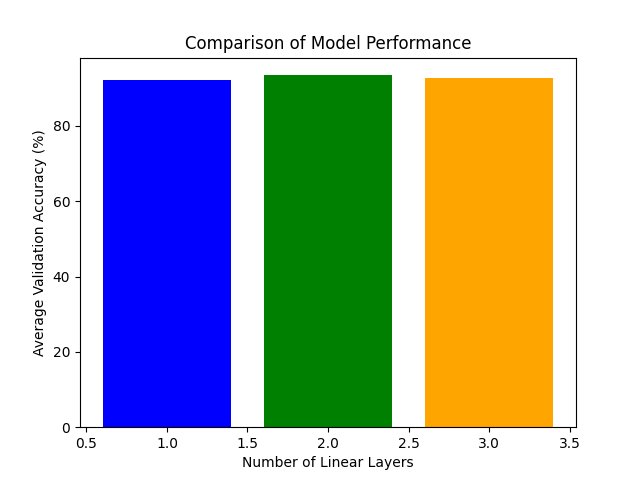 Comparison of Model Performance
Average Validation Accuracy (%)
80
60
40
20
0
0.5 1.0 1.5 2.0 2.5 3.0 3.5
Number of Linear Layers